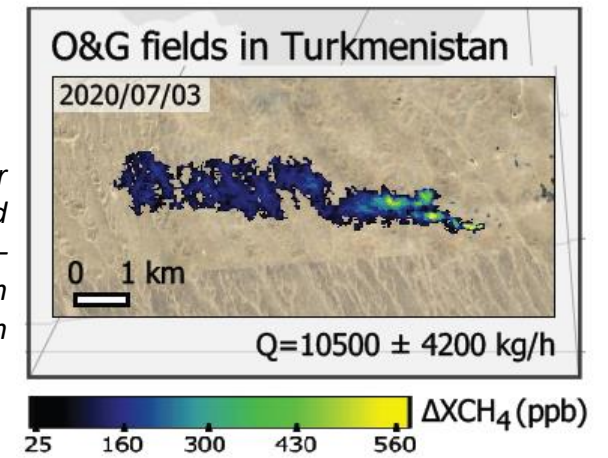 O&G fields in Turkmenistan
2020/07/03
r
d
–
n
n
0 1 km
Q=10500 ± 4200 kg/h
ΔXCH₄ (ppb)
25 160 300 430 560